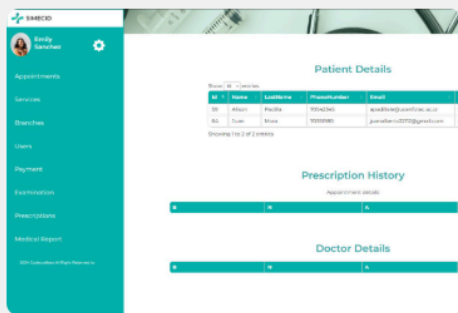 SIMECID
Emily
Sanchez
Appointments
Services
Branches
Users
Payment
Examination
Prescriptions
Medical Report
Patient Details
Show entries
Id Name LastName PhoneNumber Email
Padilla
Juan Mora
Showing 1 to 2 of 2 entries
Prescription History
Appointment details
N A
Doctor Details
N A